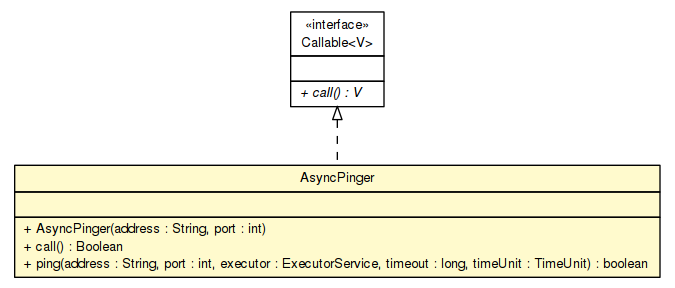 «interface»
Callable<V>
+ call() : V
AsyncPinger
+ AsyncPinger(address : String, port : int)
+ call() : Boolean
+ ping(address : String, port : int, executor : ExecutorService, timeout : long, timeUnit : TimeUnit) : boolean